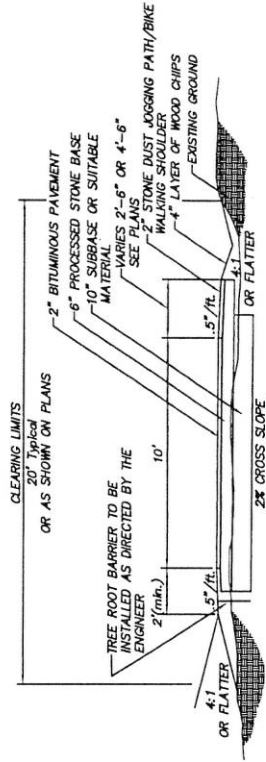 CLEARING LIMITS
20' Typical
OR AS SHOWN ON PLANS
TREE ROOT BARRIER TO BE
INSTALLED AS DIRECTED BY THE
ENGINEER
2" BITUMINOUS PAVEMENT
6" PROCESSED STONE BASE
10" SUBBASE OR SUITABLE
MATERIAL
VARIES 2'-6" OR 4'-6"
SEE PLANS
2" STONE DUST JOGGING PATH/BIKE
WALKING SHOULDER
4" LAYER OF WOOD CHIPS
EXISTING GROUND
2'(min.)
10'
.5"/ft.
.5"/ft.
4:1
OR FLATTER
4:1
OR FLATTER
2% CROSS SLOPE